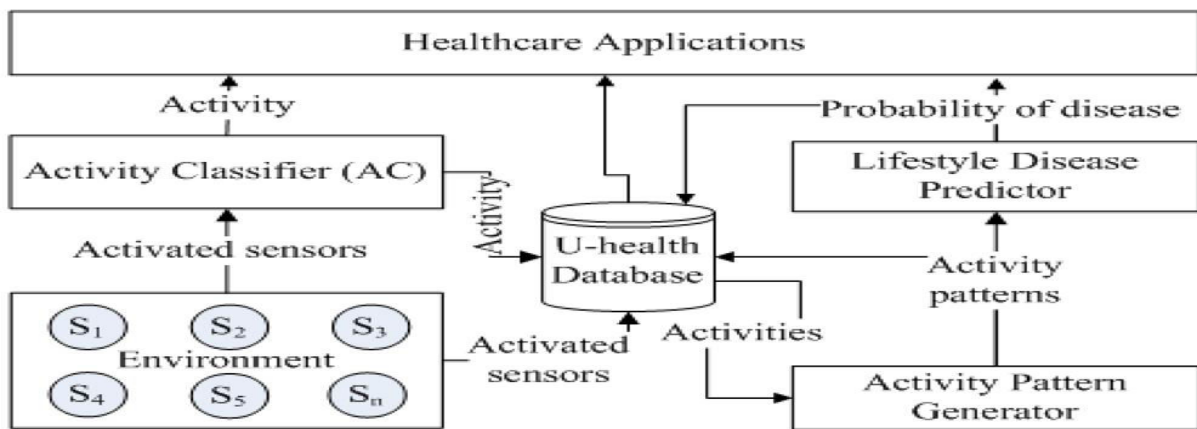 Healthcare Applications
Activity
Probability of disease
Activity Classifier (AC)
Lifestyle Disease
Predictor
Activity
U-health
Database
Activated sensors
Activity
patterns
S1 S2 S3
Environment
S4 S5 Sn
Activated
sensors
Activities
Activity Pattern
Generator